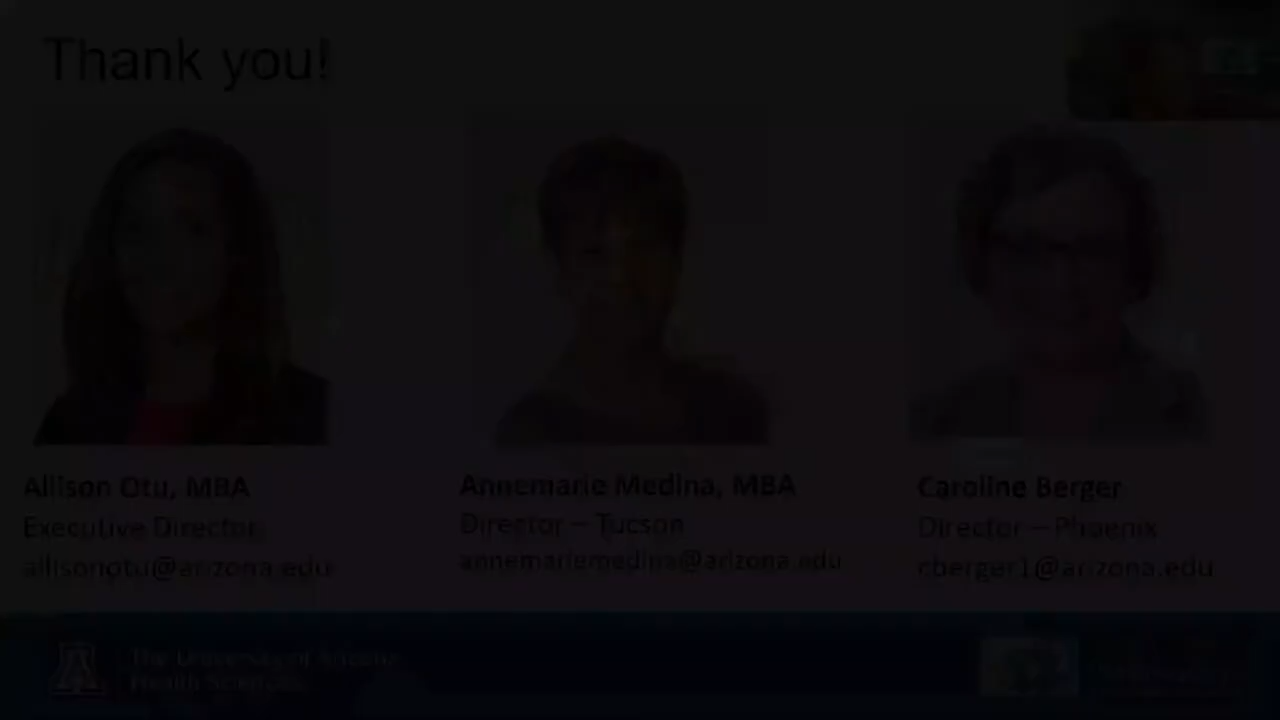 Thank you!
Allison Otu, MBA
Executive Director
allisonotu@arizona.edu
Annemarie Medina, MBA
Director – Tucson
annemariemedina@arizona.edu
Caroline Berger
Director – Phoenix
cberger1@arizona.edu
The University of Arizona
Health Sciences